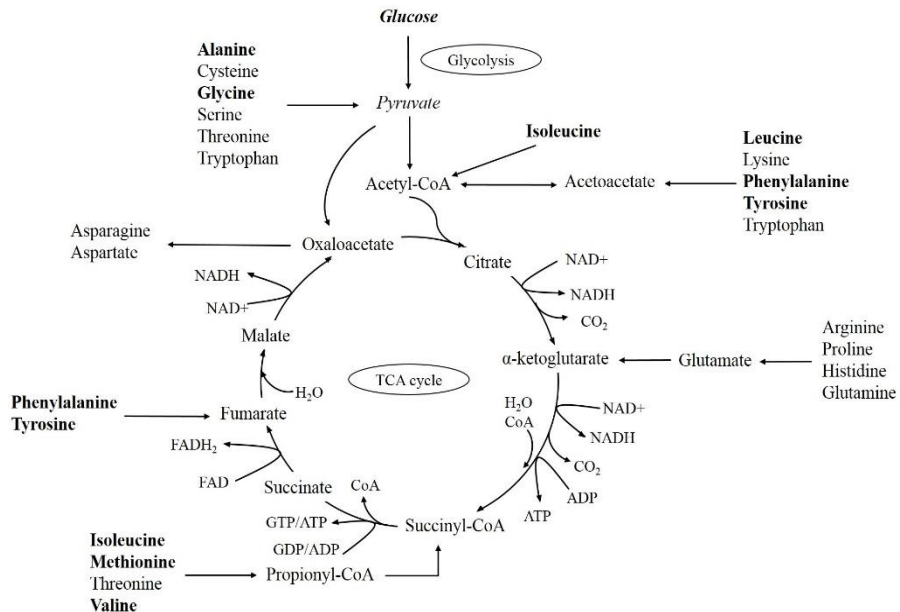 Glucose
Glycolysis
Alanine
Cysteine
Glycine
Serine
Threonine
Tryptophan
Pyruvate
Isoleucine
Leucine
Lysine
Phenylalanine
Tyrosine
Tryptophan
Acetyl-CoA
Acetoacetate
Asparagine
Aspartate
Oxaloacetate
Citrate
NAD+
NADH
CO2
NADH
NAD+
Malate
α-ketoglutarate
Glutamate
Arginine
Proline
Histidine
Glutamine
TCA cycle
H2O
Phenylalanine
Tyrosine
Fumarate
H2O
CoA
NAD+
NADH
CO2
ADP
ATP
FADH2
FAD
Succinate
CoA
GTP/ATP
GDP/ADP
Succinyl-CoA
Isoleucine
Methionine
Threonine
Valine
Propionyl-CoA